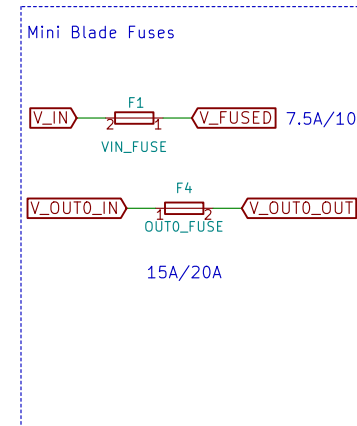 Mini Blade Fuses
F1
V_IN 2 1 V_FUSED 7.5A/10
VIN_FUSE
F4
V_OUT0_IN 1 2 V_OUT0_OUT
OUT0_FUSE
15A/20A